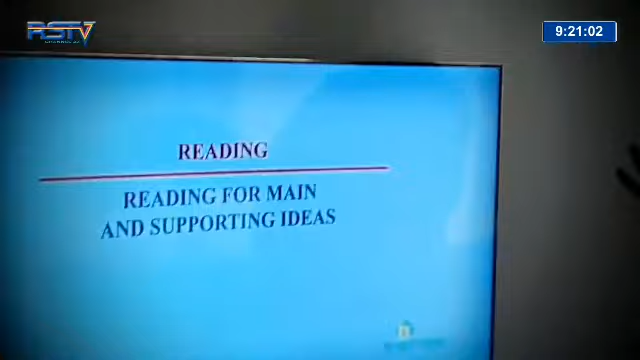 RSTV
9:21:02
READING
READING FOR MAIN
AND SUPPORTING IDEAS